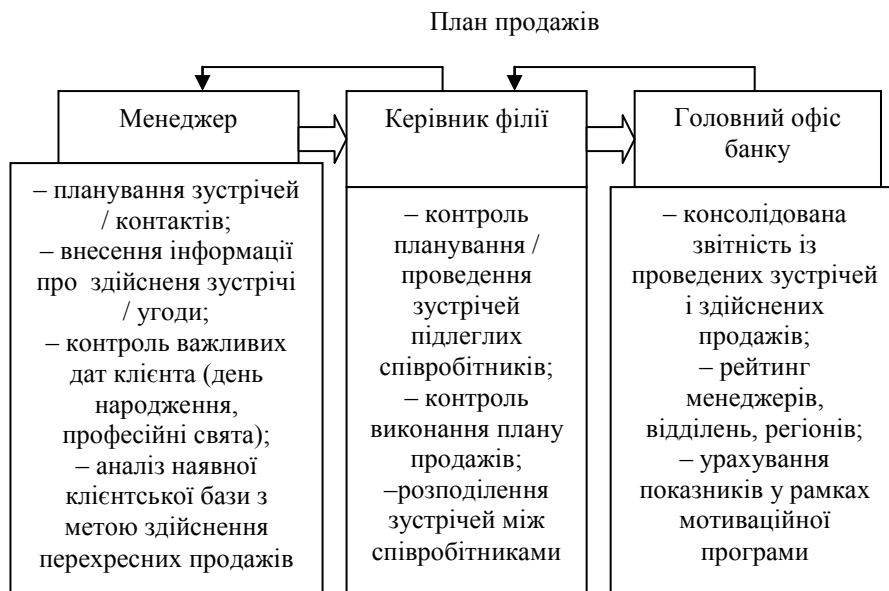 План продажів
Менеджер
– планування зустрічей
/ контактів;
– внесення інформації
про здійсненя зустрічі
/ угоди;
– контроль важливих
дат клієнта (день
народження,
професійні свята);
– аналіз наявної
клієнтської бази з
метою здійснення
перехресних продажів
Керівник філії
– контроль
планування /
проведення
зустрічей
підлеглих
співробітників;
– контроль
виконання плану
продажів;
–розподілення
зустрічей між
співробітниками
Головний офіс
банку
– консолідована
звітність із
проведених зустрічей
і здійснених
продажів;
– рейтинг
менеджерів,
відділень, регіонів;
– урахування
показників у рамках
мотиваційної
програми